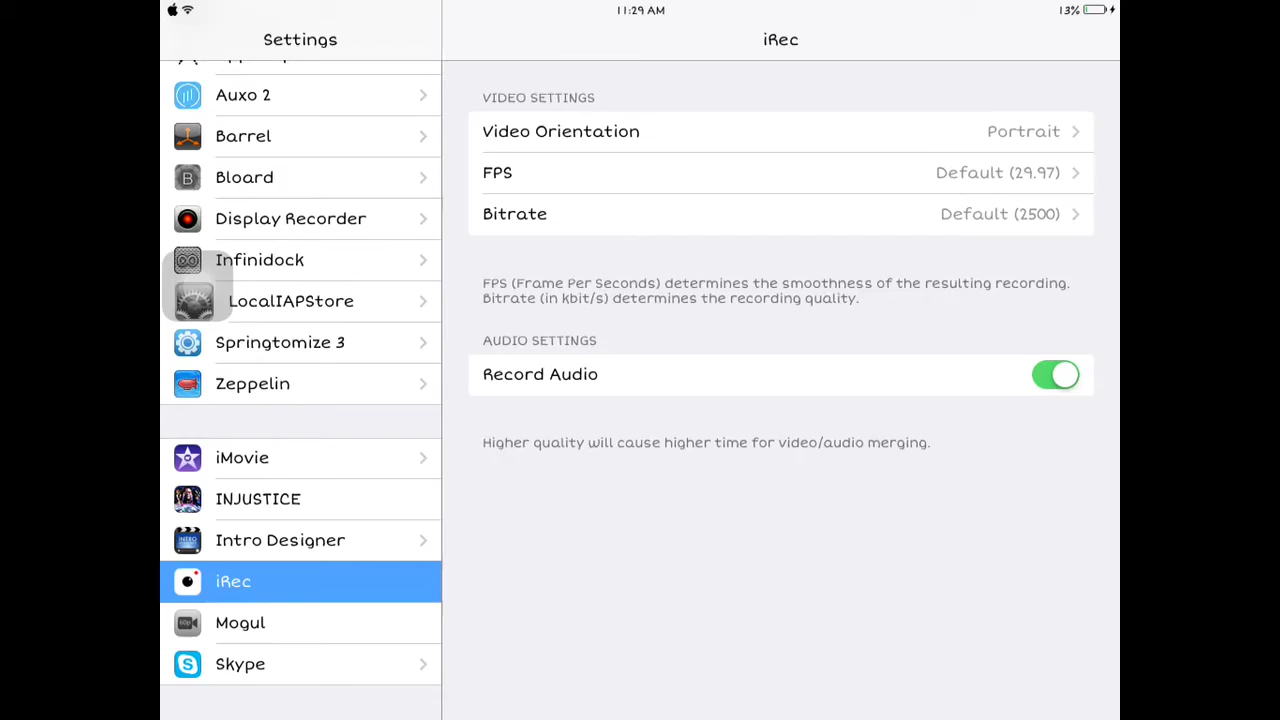 11:29 AM
13%
Settings
iRec
Auxo 2
Barrel
Bloard
Display Recorder
Infinidock
LocalIAPStore
Springtomize 3
Zeppelin
iMovie
INJUSTICE
Intro Designer
iRec
Mogul
Skype
VIDEO SETTINGS
Video Orientation Portrait
FPS Default (29.97)
Bitrate Default (2500)
FPS (Frame Per Seconds) determines the smoothness of the resulting recording.
Bitrate (in kbit/s) determines the recording quality.
AUDIO SETTINGS
Record Audio
Higher quality will cause higher time for video/audio merging.